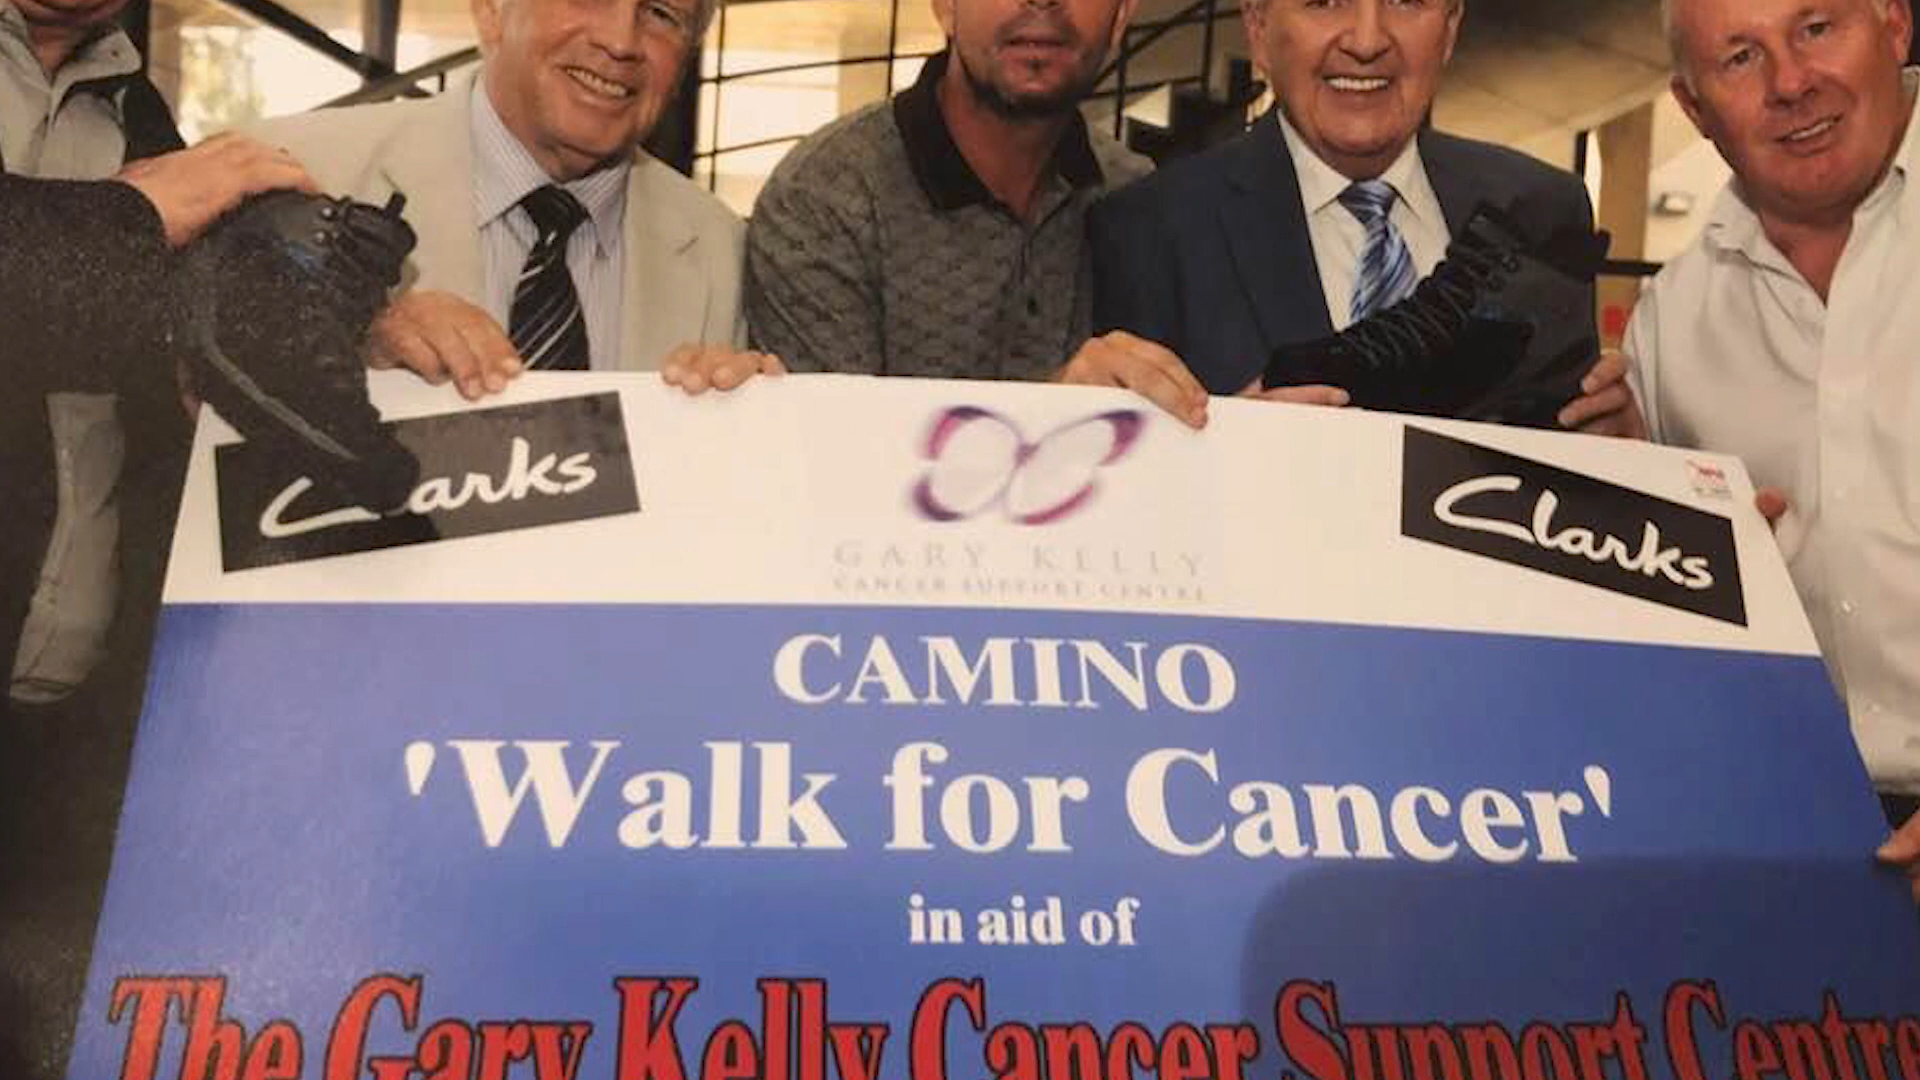 Clarks
Clarks
GARY KELLY
CANCER SUPPORT CENTRE
CAMINO
'Walk for Cancer'
in aid of
The Gary Kelly Cancer Support Centre